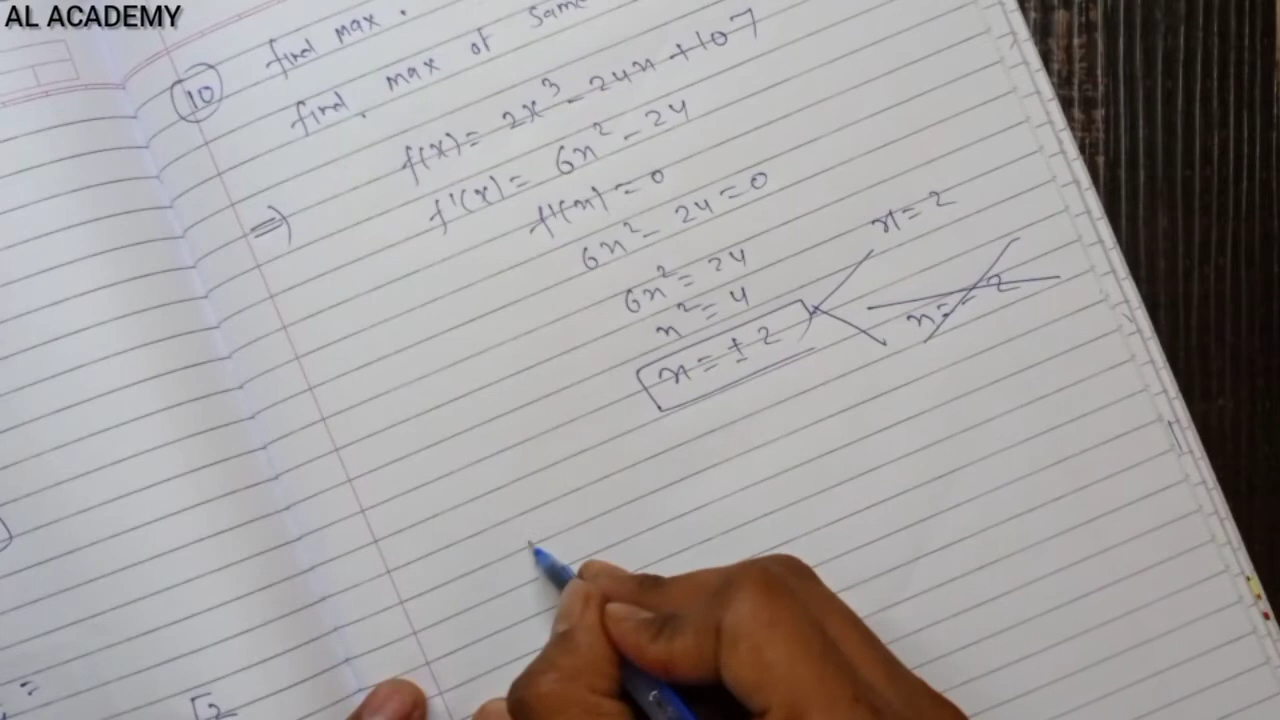 AL ACADEMY
10 find max.
find max of same
f(x) = 2x³ - 24x + 107
⇒) f'(x) = 6x² - 24
f'(x) = 0
6x² - 24 = 0
6x² = 24
x² = 4
x = ± 2
x = 2
x = - 2